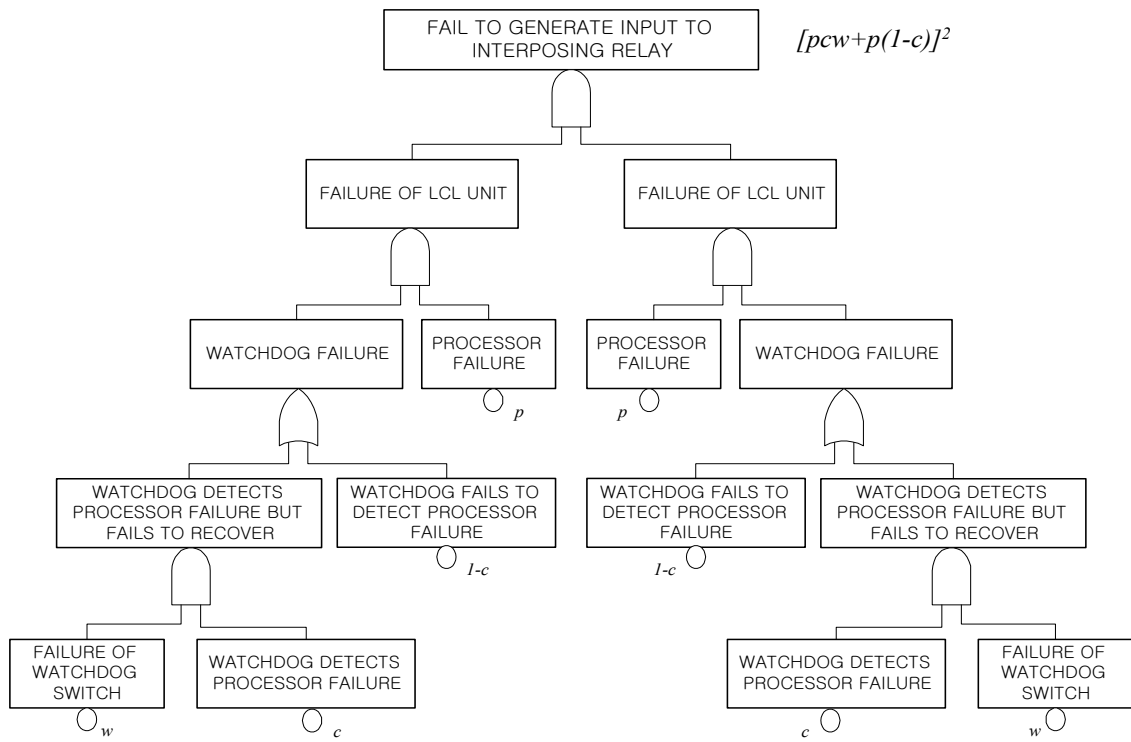 FAIL TO GENERATE INPUT TO
INTERPOSING RELAY
[pcw+p(1-c)]²
FAILURE OF LCL UNIT
FAILURE OF LCL UNIT
WATCHDOG FAILURE
PROCESSOR
FAILURE
PROCESSOR
FAILURE
WATCHDOG FAILURE
p
p
WATCHDOG DETECTS
PROCESSOR FAILURE BUT
FAILS TO RECOVER
WATCHDOG FAILS TO
DETECT PROCESSOR
FAILURE
WATCHDOG FAILS TO
DETECT PROCESSOR
FAILURE
WATCHDOG DETECTS
PROCESSOR FAILURE BUT
FAILS TO RECOVER
1-c
1-c
FAILURE OF
WATCHDOG
SWITCH
WATCHDOG DETECTS
PROCESSOR FAILURE
WATCHDOG DETECTS
PROCESSOR FAILURE
FAILURE OF
WATCHDOG
SWITCH
w
c
c
w